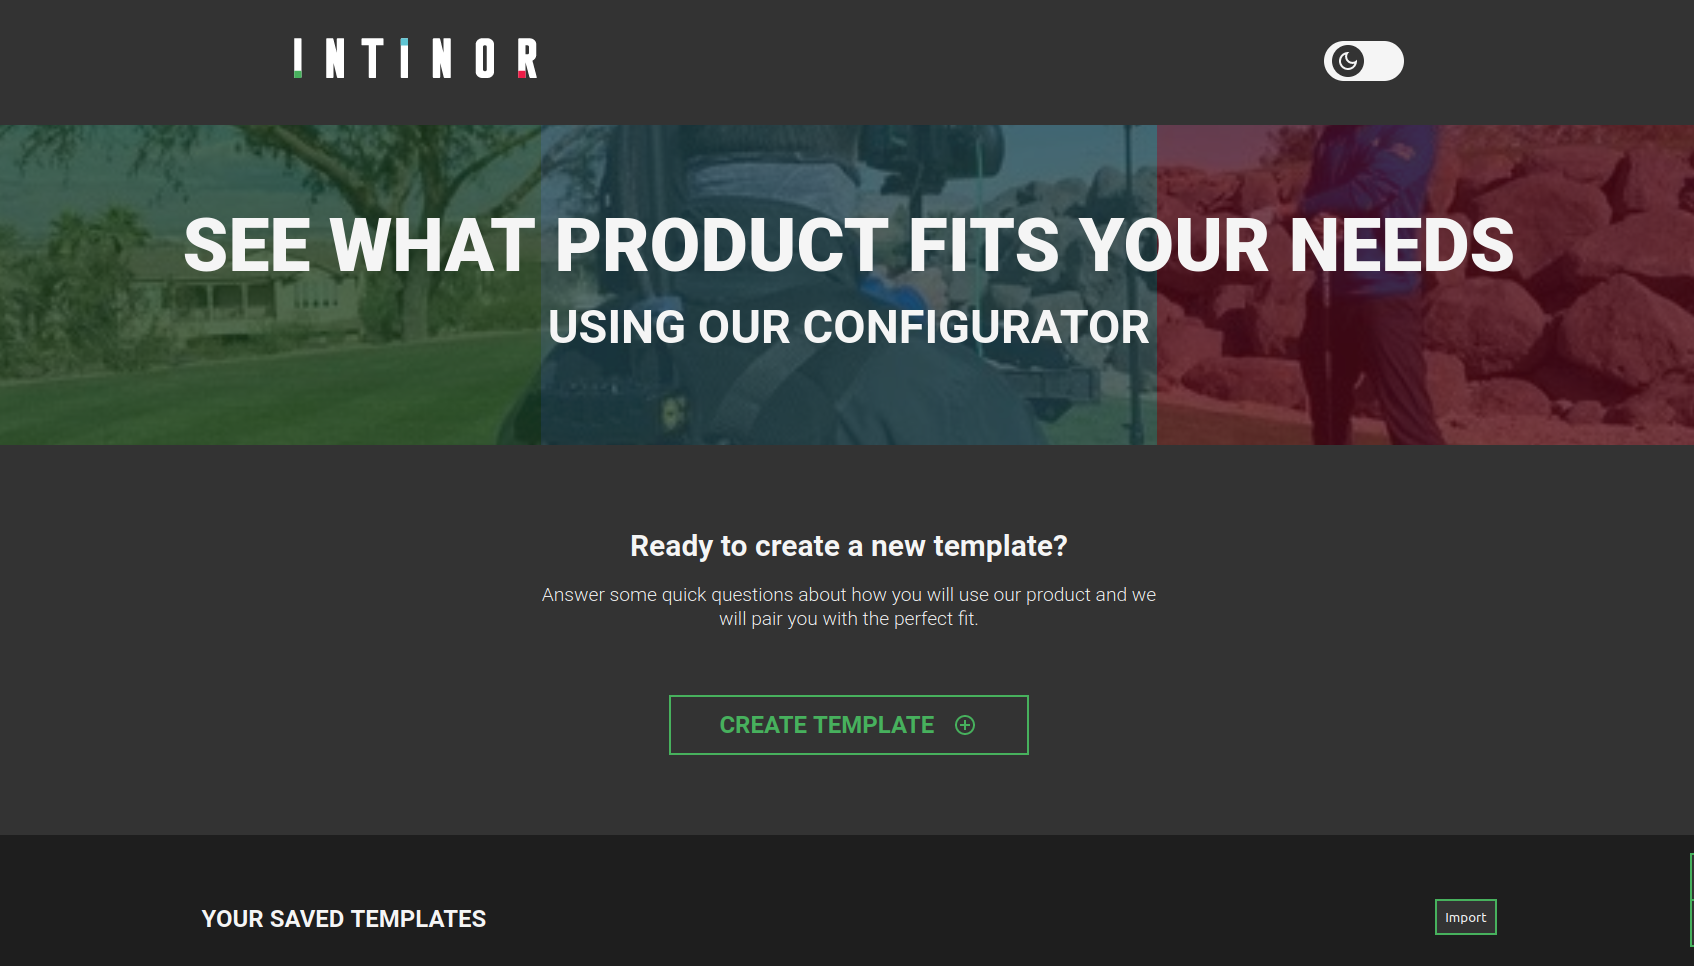 INTINOR
SEE WHAT PRODUCT FITS YOUR NEEDS
USING OUR CONFIGURATOR
Ready to create a new template?
Answer some quick questions about how you will use our product and we
will pair you with the perfect fit.
CREATE TEMPLATE
YOUR SAVED TEMPLATES
Import